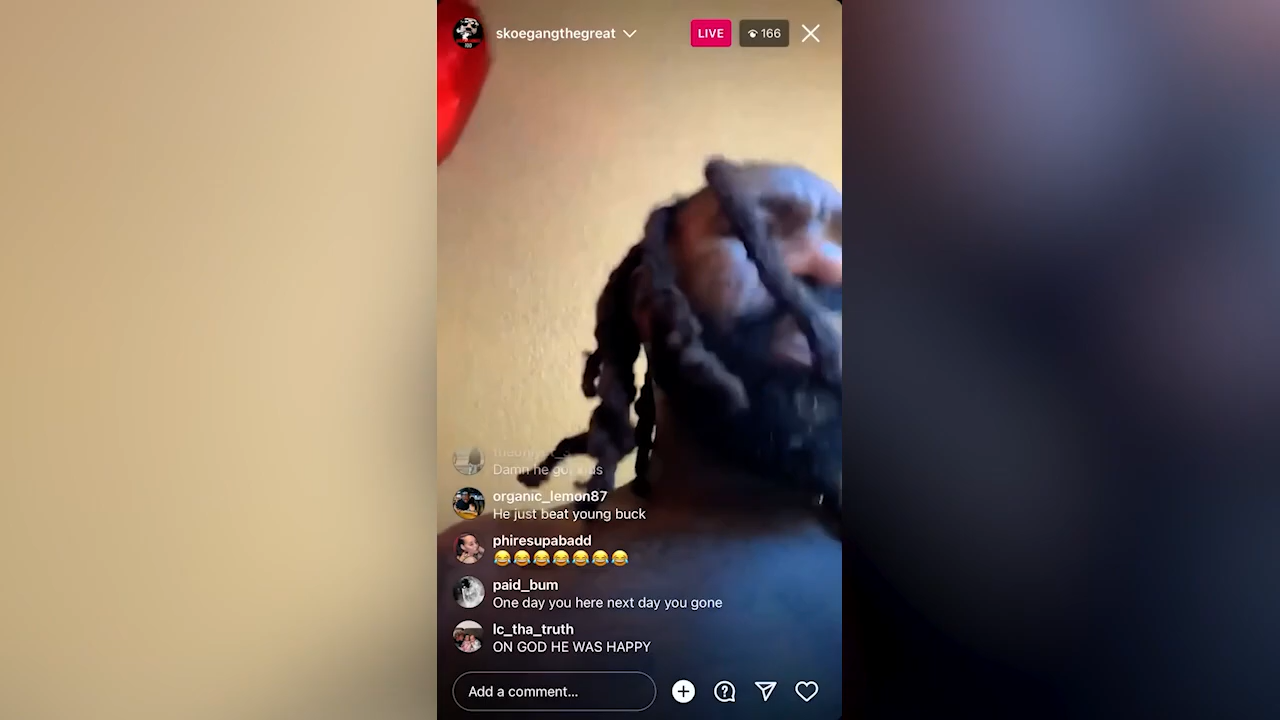 skoegangthegreat
LIVE
166
Damn he got kids
organic_lemon87
He just beat young buck
phiresupabadd
😂😂😂😂😂😂😂
paid_bum
One day you here next day you gone
lc_tha_truth
ON GOD HE WAS HAPPY
Add a comment...